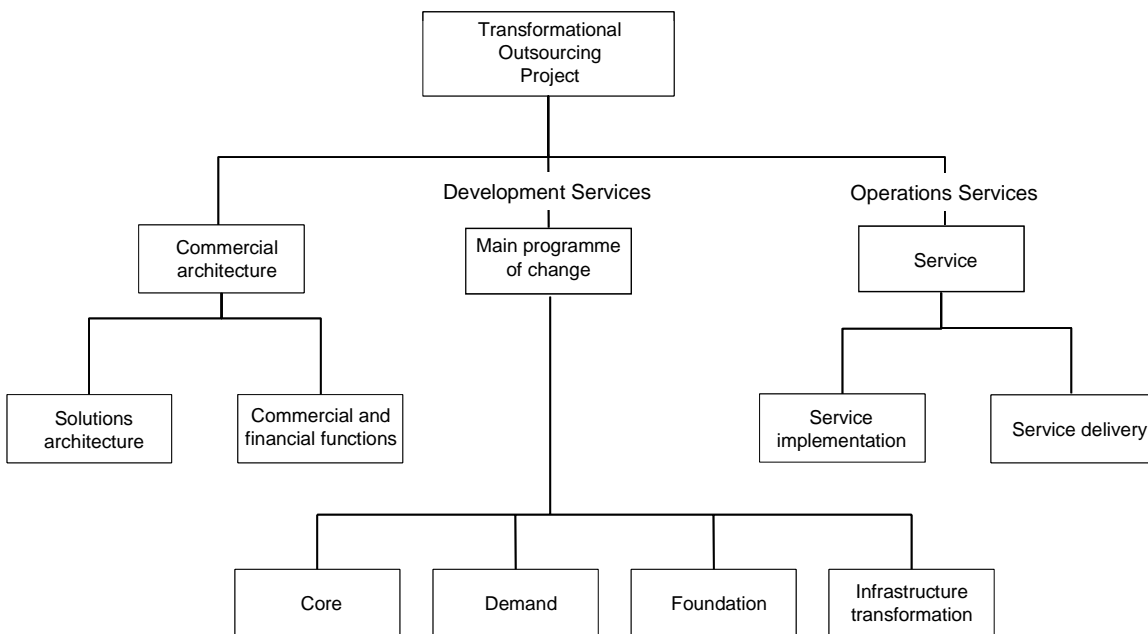 Transformational
Outsourcing
Project
Development Services
Operations Services
Commercial
architecture
Main programme
of change
Service
Solutions
architecture
Commercial and
financial functions
Service
implementation
Service delivery
Core
Demand
Foundation
Infrastructure
transformation